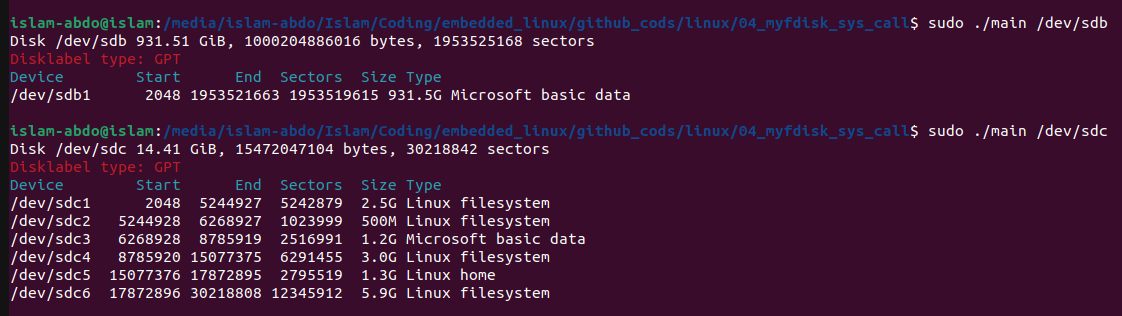 islam-abdo@islam:/media/islam-abdo/Islam/Coding/embedded_linux/github_cods/linux/04_myfdisk_sys_call$ sudo ./main /dev/sdb
Disk /dev/sdb 931.51 GiB, 1000204886016 bytes, 1953525168 sectors
Disklabel type: GPT
Device Start End Sectors Size Type
/dev/sdb1 2048 1953521663 1953519615 931.5G Microsoft basic data
islam-abdo@islam:/media/islam-abdo/Islam/Coding/embedded_linux/github_cods/linux/04_myfdisk_sys_call$ sudo ./main /dev/sdc
Disk /dev/sdc 14.41 GiB, 15472047104 bytes, 30218842 sectors
Disklabel type: GPT
Device Start End Sectors Size Type
/dev/sdc1 2048 5244927 5242879 2.5G Linux filesystem
/dev/sdc2 5244928 6268927 1023999 500M Linux filesystem
/dev/sdc3 6268928 8785919 2516991 1.2G Microsoft basic data
/dev/sdc4 8785920 15077375 6291455 3.0G Linux filesystem
/dev/sdc5 15077376 17872895 2795519 1.3G Linux home
/dev/sdc6 17872896 30218808 12345912 5.9G Linux filesystem